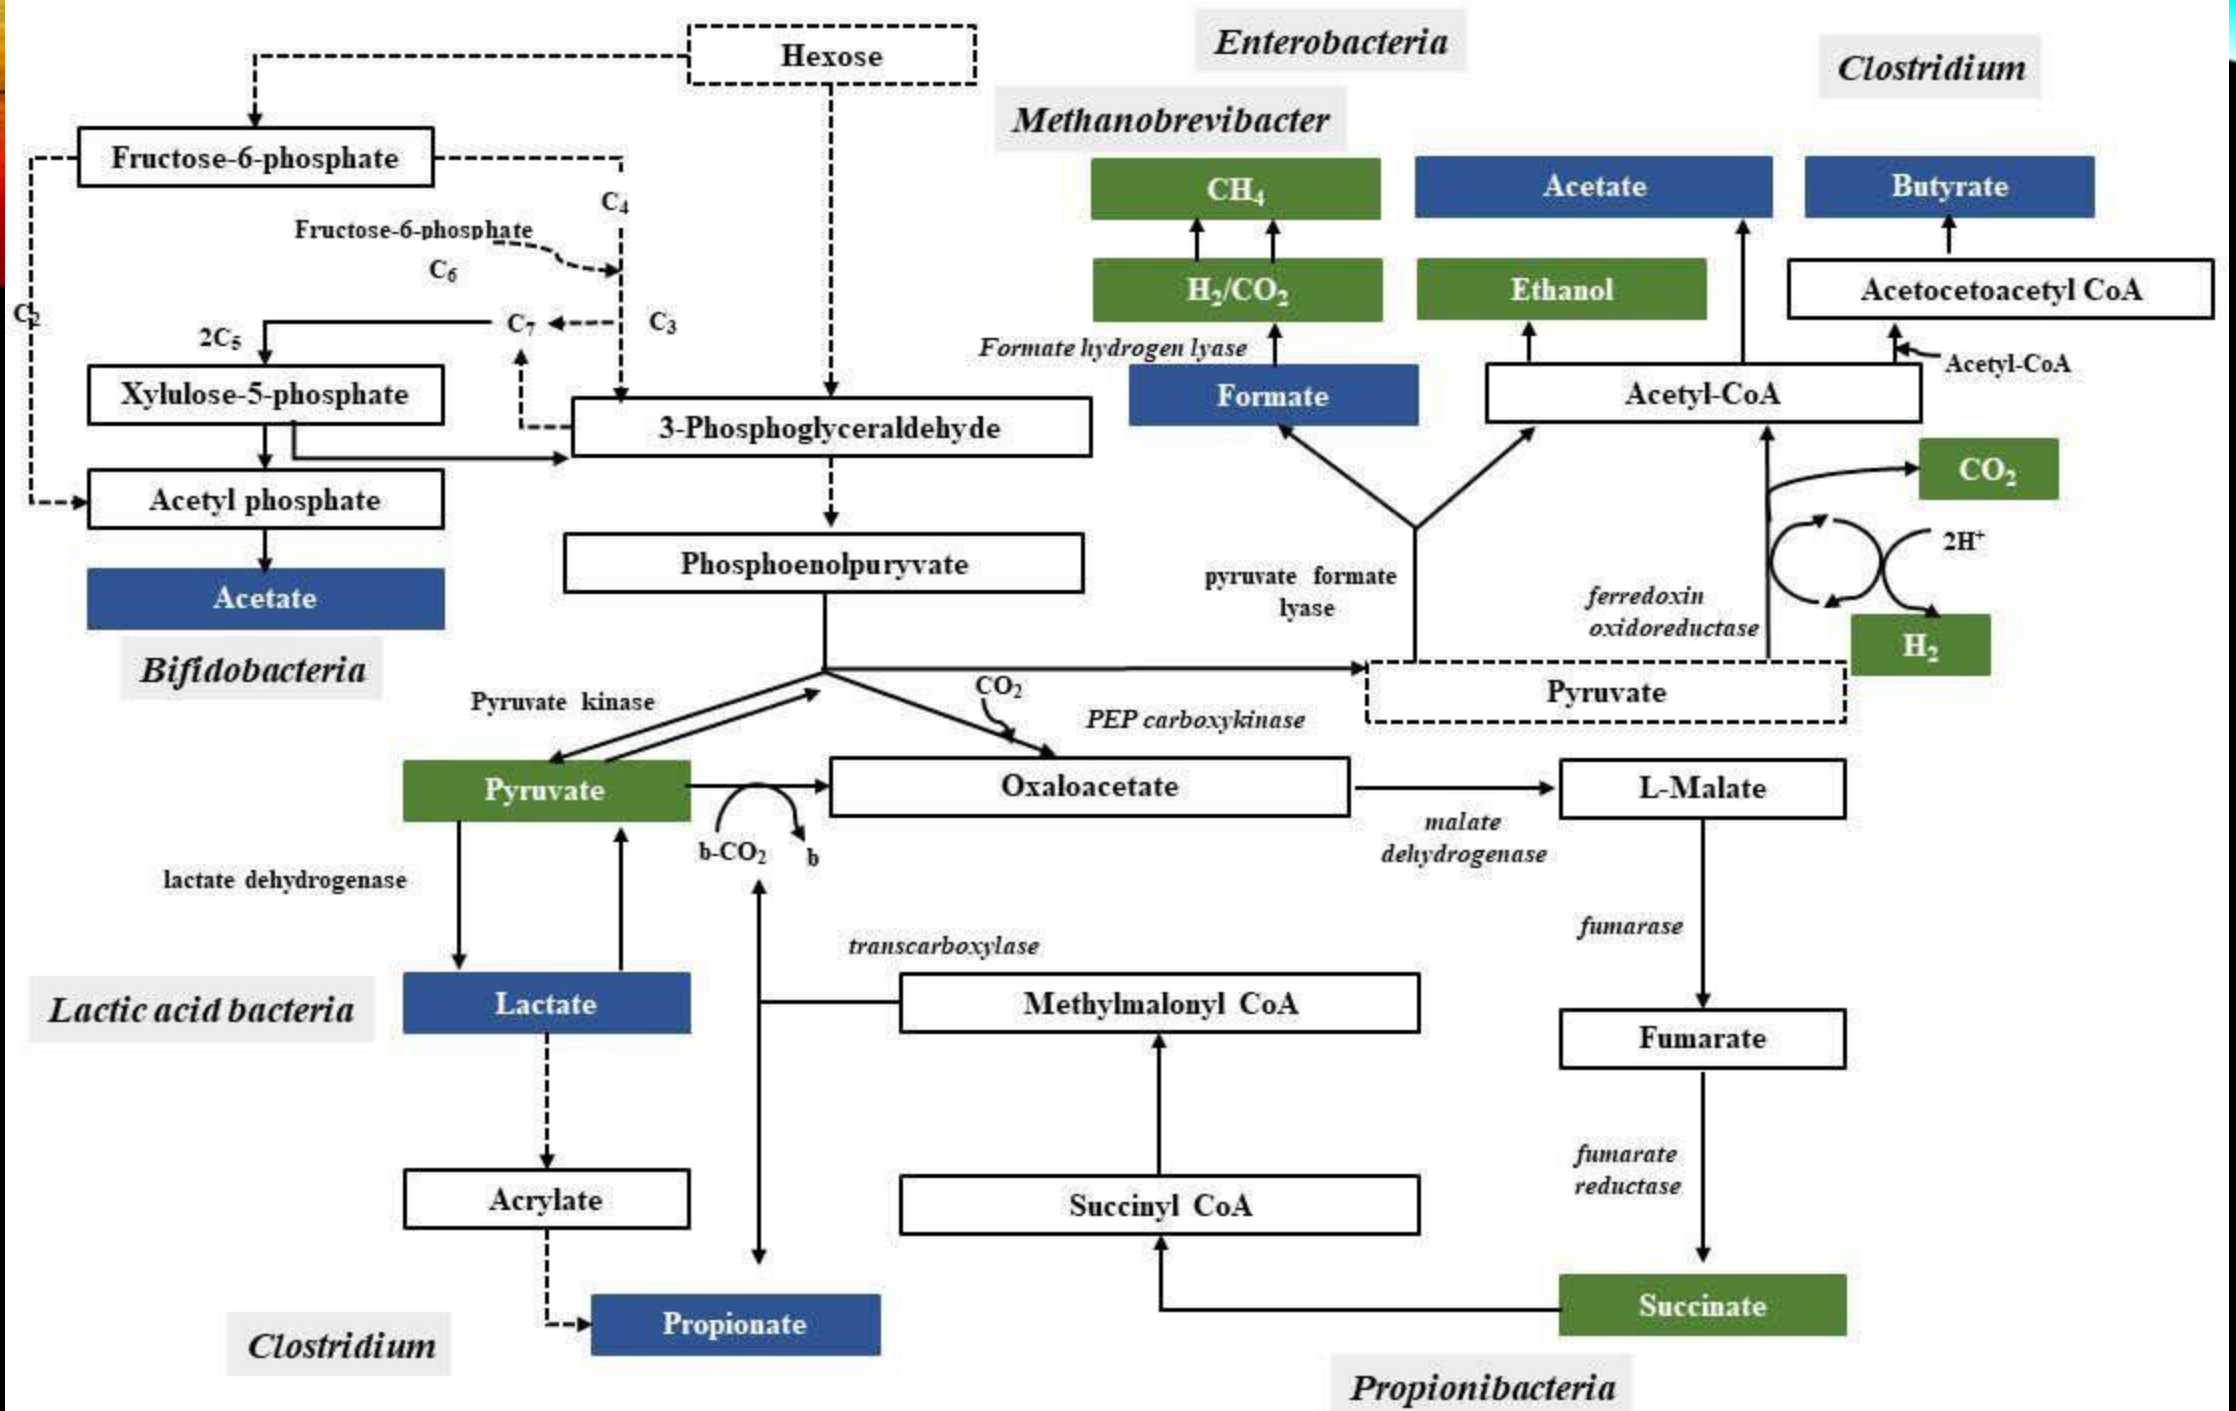 Hexose
Enterobacteria
Clostridium
Methanobrevibacter
Fructose-6-phosphate
CH₄
Acetate
Butyrate
C₄
Fructose-6-phosphate
C₆
H₂/CO₂
Ethanol
Acetocetoacetyl CoA
C₂
C₇
C₃
2C₅
Formate hydrogen lyase
Acetyl-CoA
Xylulose-5-phosphate
Formate
Acetyl-CoA
3-Phosphoglyceraldehyde
CO₂
Acetyl phosphate
2H⁺
Phosphoenolpuryvate
pyruvate formate
lyase
ferredoxin
oxidoreductase
Acetate
H₂
Bifidobacteria
Pyruvate kinase
CO₂
PEP carboxykinase
Pyruvate
Pyruvate
Oxaloacetate
L-Malate
b-CO₂
b
malate
dehydrogenase
lactate dehydrogenase
fumarase
transcarboxylase
Lactic acid bacteria
Lactate
Methylmalonyl CoA
Fumarate
fumarate
reductase
Acrylate
Succinyl CoA
Succinate
Propionate
Clostridium
Propionibacteria